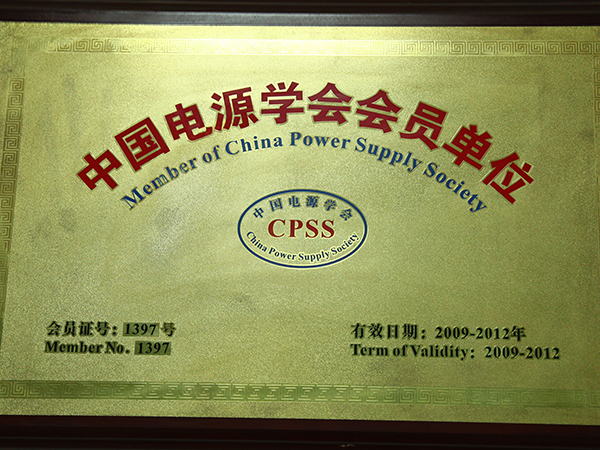 中国电源学会会员单位
Member of China Power Supply Society
中国电源学会
CPSS
China Power Supply Society
会员证号：1397号
Member No. 1397
有效日期：2009-2012年
Term of Validity：2009-2012